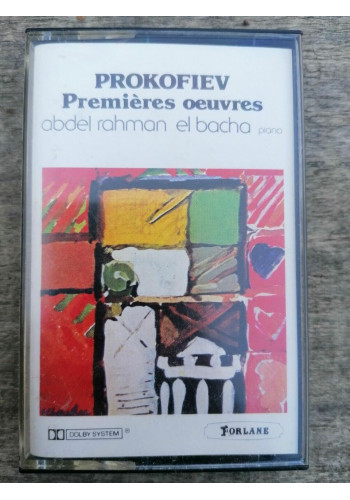 PROKOFIEV
Premières oeuvres
abdel rahman el bacha piano
DOLBY SYSTEM ®
FORLANE